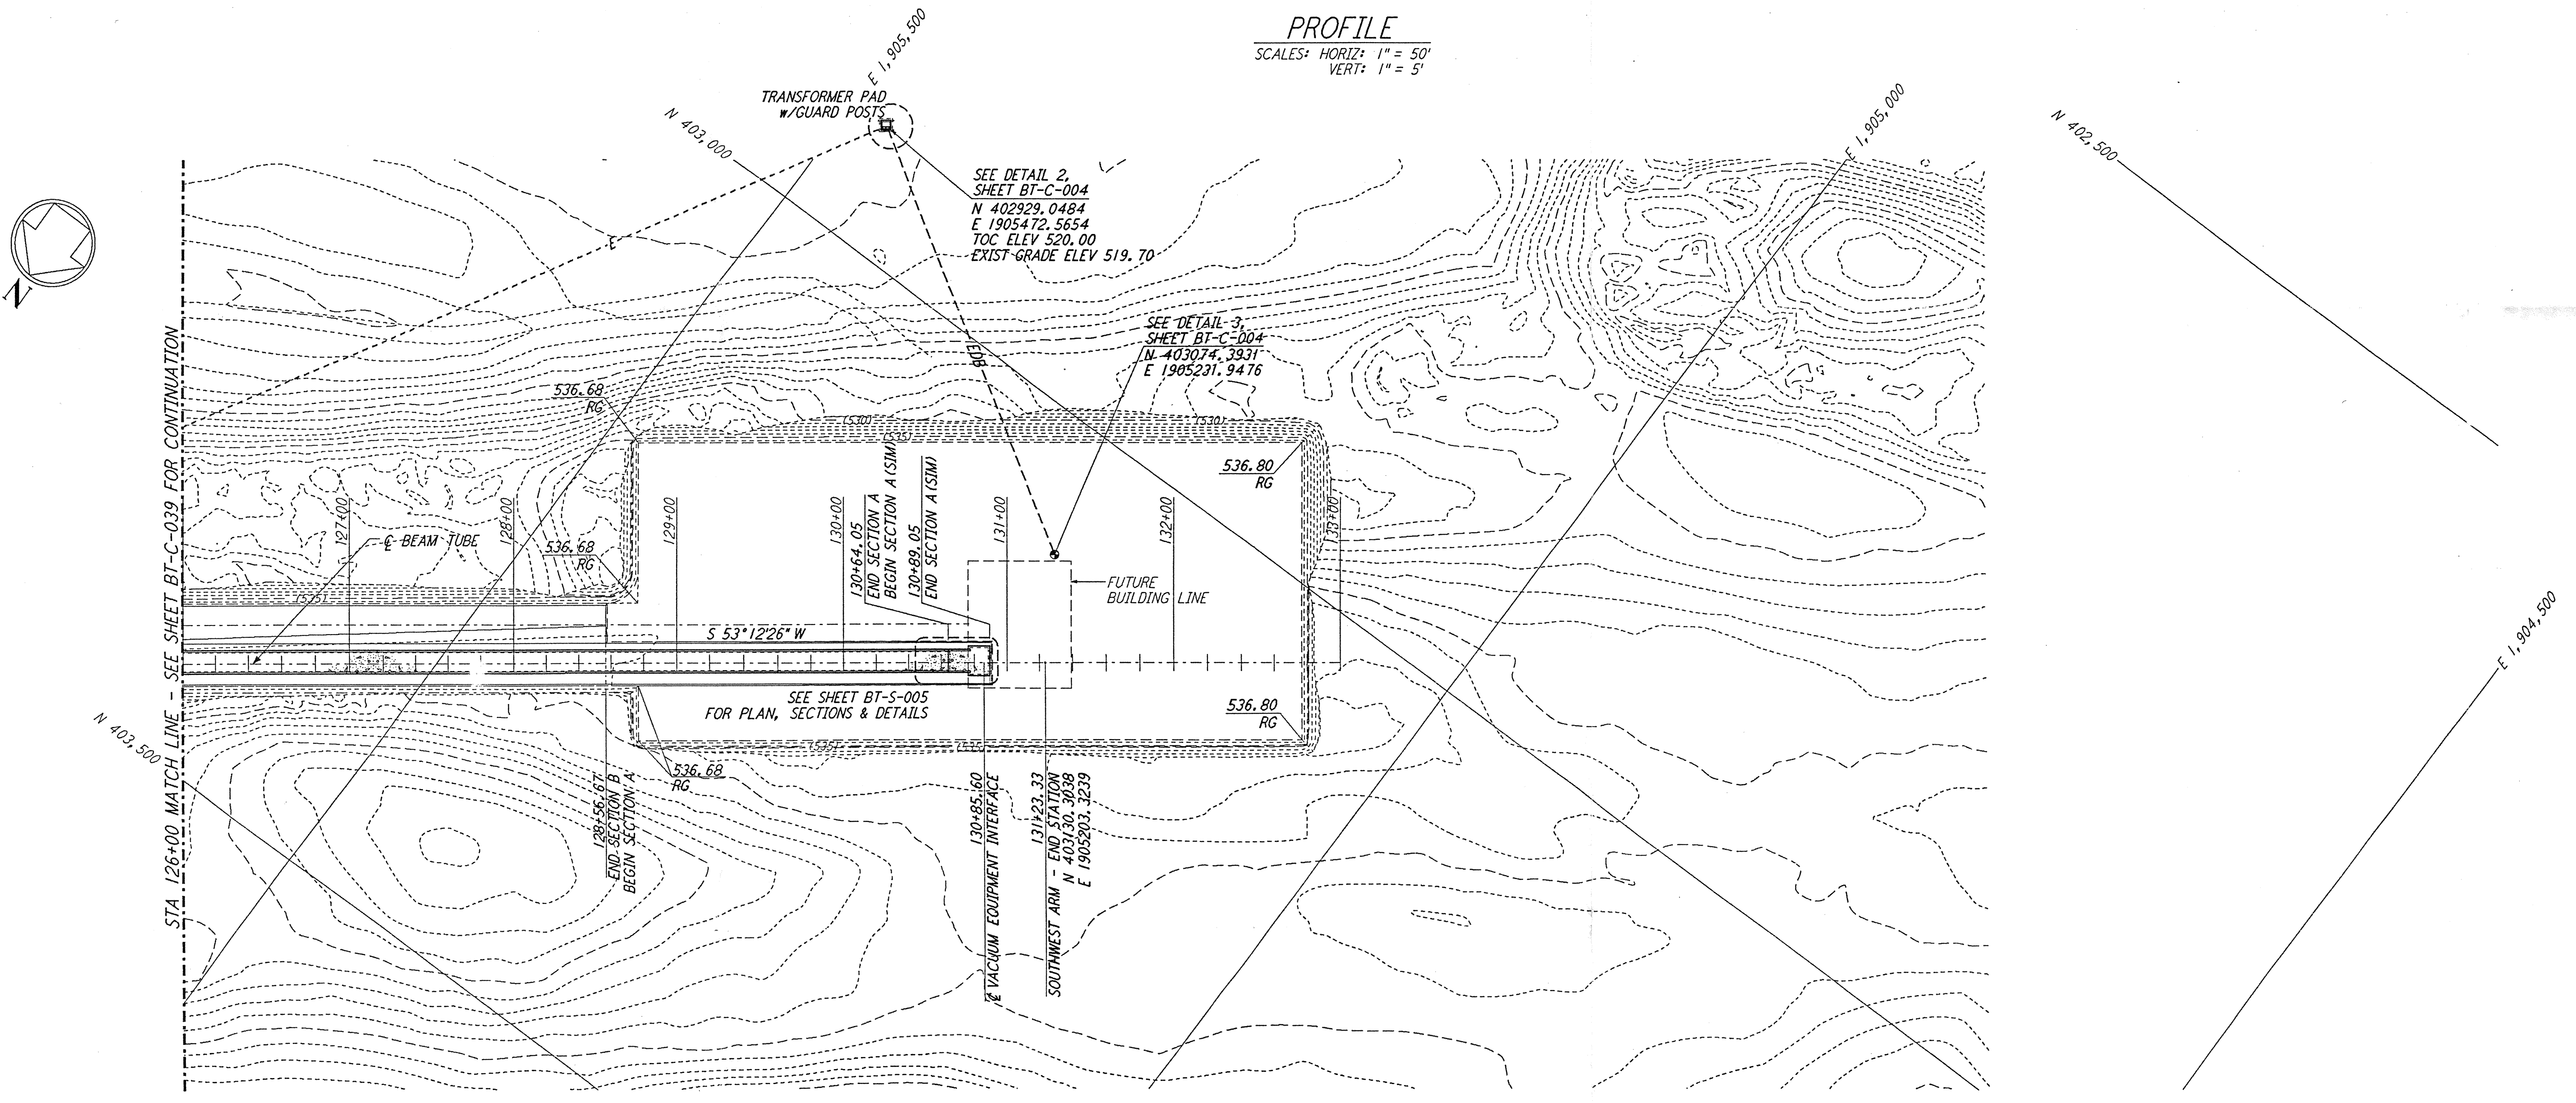 PROFILE
SCALES: HORIZ: 1" = 50'
VERT: 1" = 5'
E 1,905,500
TRANSFORMER PAD
w/GUARD POSTS
N 403,000
E 1,905,000
N 402,500
SEE DETAIL 2,
SHEET BT-C-004
N 402929.0484
E 1905472.5654
TOC ELEV 520.00
EXIST GRADE ELEV 519.70
N
E
SEE DETAIL 3,
SHEET BT-C-004
N 403074.3931
E 1905231.9476
STA 126+00 MATCH LINE - SEE SHEET BT-C-039 FOR CONTINUATION
536.68
RG
(530)
(530)
(535)
536.80
RG
127+00
128+00
129+00
130+00
130+64.05
END SECTION A
BEGIN SECTION A(SIM)
130+89.05
END SECTION A(SIM)
131+00
132+00
133+00
℄ BEAM TUBE
536.68
RG
FUTURE
BUILDING LINE
(535)
S 53°12'26" W
E 1,904,500
SEE SHEET BT-S-005
FOR PLAN, SECTIONS & DETAILS
536.80
RG
N 403,500
(535)
(535)
536.68
RG
128+56.67
END SECTION B
BEGIN SECTION A
130+85.60
℄ VACUUM EQUIPMENT INTERFACE
131+23.33
SOUTHWEST ARM - END STATION
N 403130.3038
E 1905203.3239